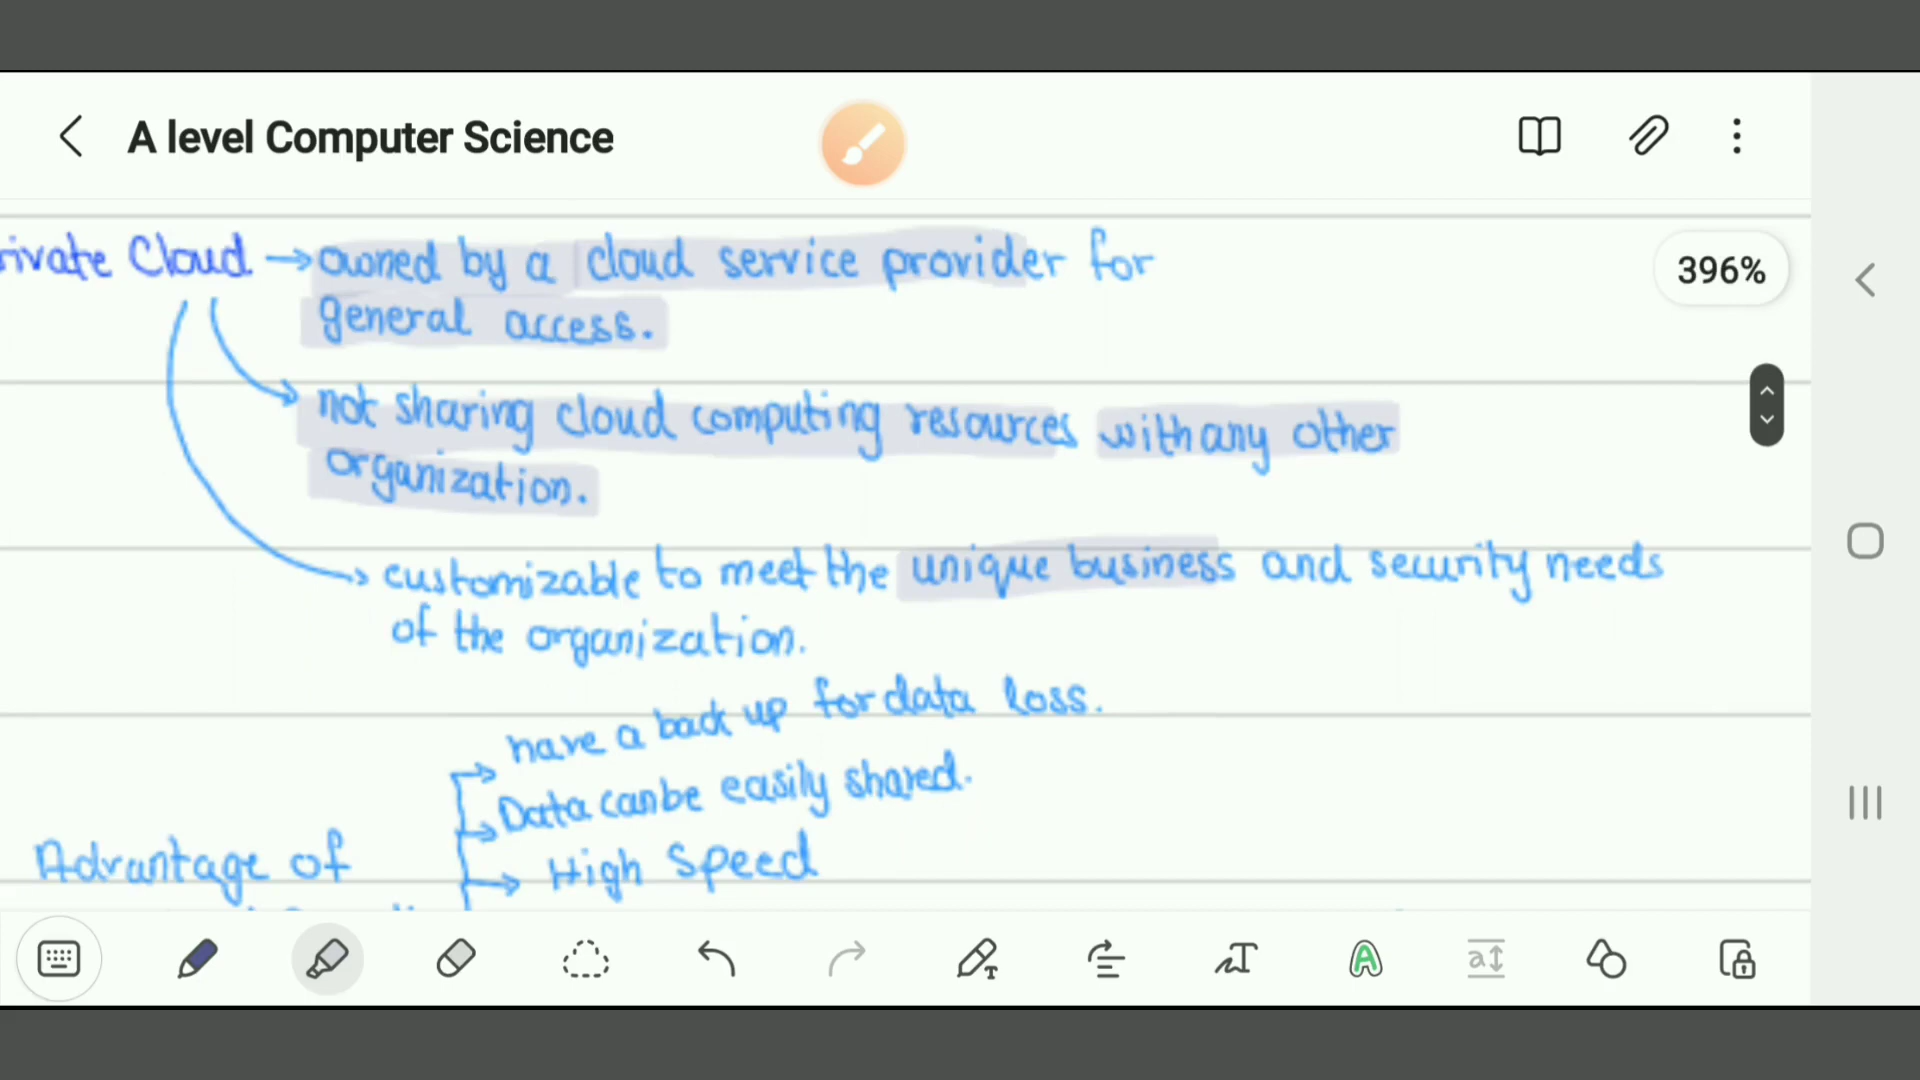 A level Computer Science
396%
rivate Cloud → owned by a cloud service provider for
general access.
not sharing cloud computing resources with any other
organization.
customizable to meet the unique business and security needs
of the organization.
have a back up for data loss.
Data can be easily shared.
High Speed
Advantage of